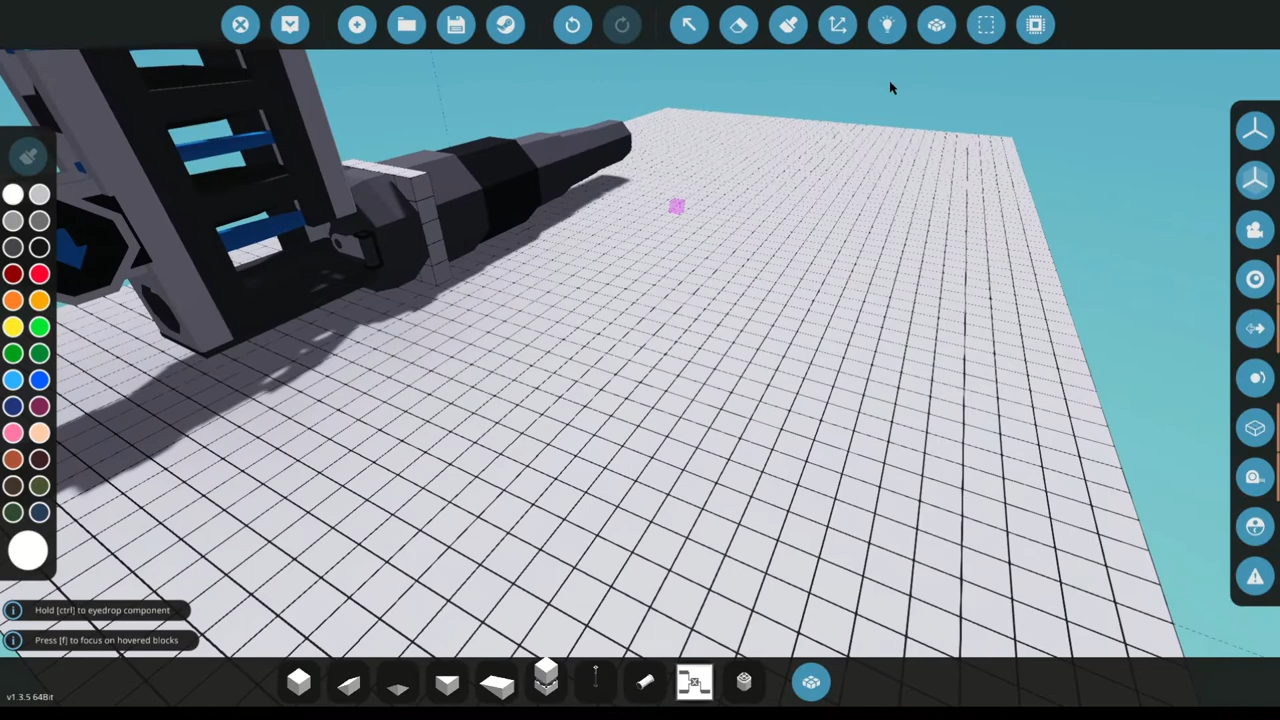 Hold [ctrl] to eyedrop component
Press [f] to focus on hovered blocks
v1.3.5 64Bit